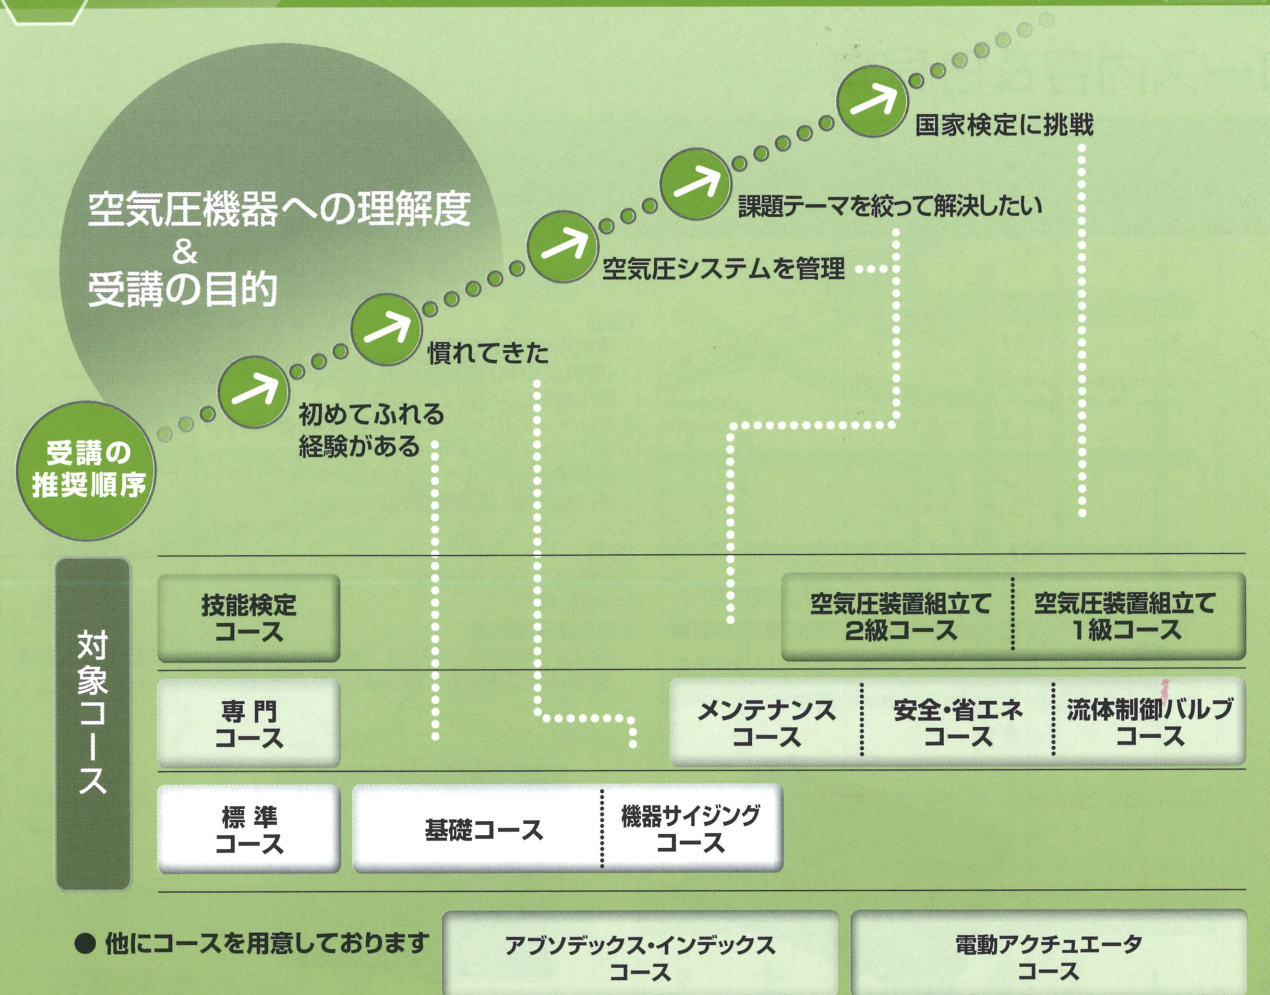 国家検定に挑戦
課題テーマを絞って解決したい
空気圧機器への理解度
&
受講の目的
空気圧システムを管理
慣れてきた
初めてふれる
経験がある
受講の
推奨順序
対象コース
技能検定
コース
空気圧装置組立て
2級コース
空気圧装置組立て
1級コース
専門
コース
メンテナンス
コース
安全・省エネ
コース
流体制御バルブ
コース
標準
コース
基礎コース
機器サイジング
コース
● 他にコースを用意しております
アブソデックス・インデックス
コース
電動アクチュエータ
コース